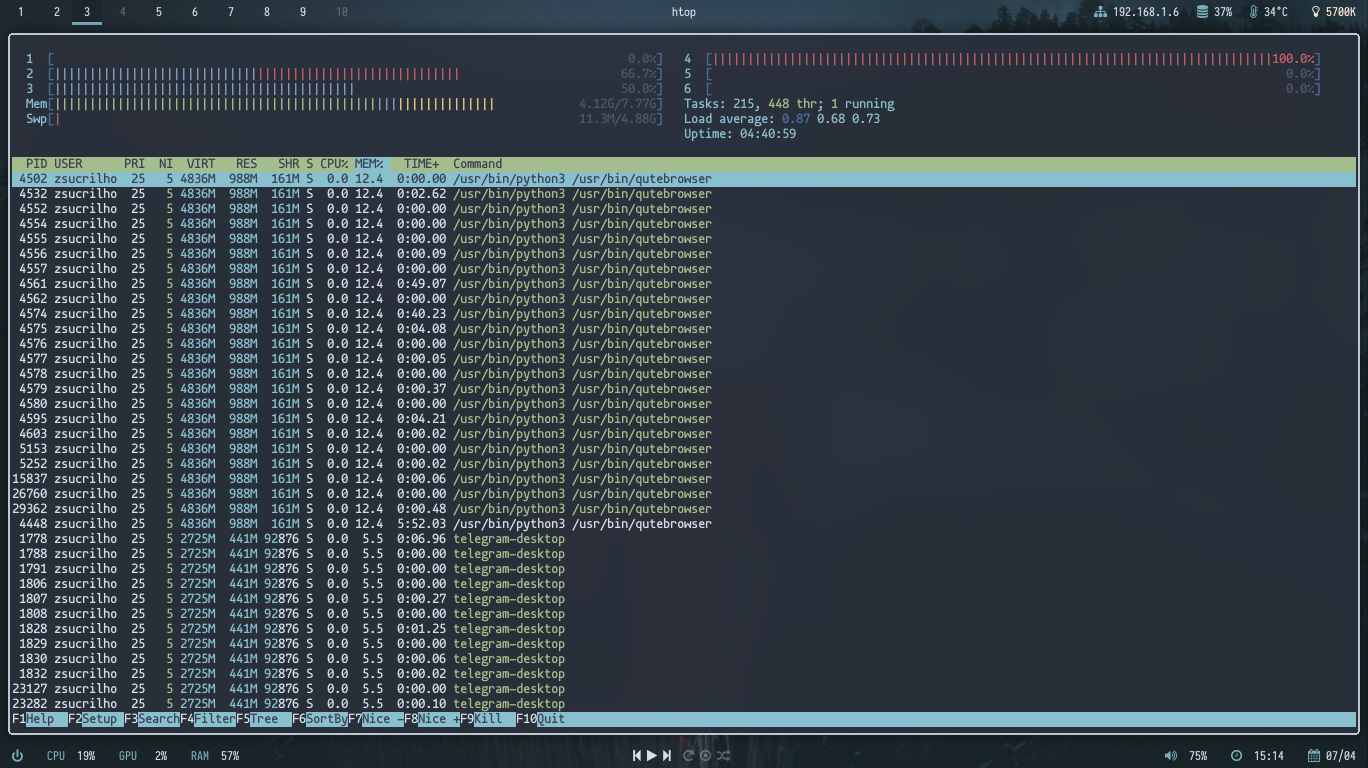 1 2 3 4 5 6 7 8 9 10 htop 192.168.1.6 37% 34°C 5700K
1 [ 0.0%] 4 [||||||||||||||||||||||||||||||||||||||||||||||||||||||||||||||||||||||||||||||||100.0%]
2 [|||||||||||||||||||||||||||||||||||||||||||||||||||||||||| 66.7%] 5 [ 0.0%]
3 [||||||||||||||||||||||||||||||||||||||||||| 50.0%] 6 [ 0.0%]
Mem[||||||||||||||||||||||||||||||||||||||||||||||||||||||||||||||| 4.12G/7.77G] Tasks: 215, 448 thr; 1 running
Swp[| 11.3M/4.88G] Load average: 0.87 0.68 0.73
Uptime: 04:40:59
PID USER PRI NI VIRT RES SHR S CPU% MEM% TIME+ Command
4502 zsucrilho 25 5 4836M 988M 161M S 0.0 12.4 0:00.00 /usr/bin/python3 /usr/bin/qutebrowser
4532 zsucrilho 25 5 4836M 988M 161M S 0.0 12.4 0:02.62 /usr/bin/python3 /usr/bin/qutebrowser
4552 zsucrilho 25 5 4836M 988M 161M S 0.0 12.4 0:00.00 /usr/bin/python3 /usr/bin/qutebrowser
4554 zsucrilho 25 5 4836M 988M 161M S 0.0 12.4 0:00.00 /usr/bin/python3 /usr/bin/qutebrowser
4555 zsucrilho 25 5 4836M 988M 161M S 0.0 12.4 0:00.00 /usr/bin/python3 /usr/bin/qutebrowser
4556 zsucrilho 25 5 4836M 988M 161M S 0.0 12.4 0:00.09 /usr/bin/python3 /usr/bin/qutebrowser
4557 zsucrilho 25 5 4836M 988M 161M S 0.0 12.4 0:00.00 /usr/bin/python3 /usr/bin/qutebrowser
4561 zsucrilho 25 5 4836M 988M 161M S 0.0 12.4 0:49.07 /usr/bin/python3 /usr/bin/qutebrowser
4562 zsucrilho 25 5 4836M 988M 161M S 0.0 12.4 0:00.00 /usr/bin/python3 /usr/bin/qutebrowser
4574 zsucrilho 25 5 4836M 988M 161M S 0.0 12.4 0:40.23 /usr/bin/python3 /usr/bin/qutebrowser
4575 zsucrilho 25 5 4836M 988M 161M S 0.0 12.4 0:04.08 /usr/bin/python3 /usr/bin/qutebrowser
4576 zsucrilho 25 5 4836M 988M 161M S 0.0 12.4 0:00.00 /usr/bin/python3 /usr/bin/qutebrowser
4577 zsucrilho 25 5 4836M 988M 161M S 0.0 12.4 0:00.05 /usr/bin/python3 /usr/bin/qutebrowser
4578 zsucrilho 25 5 4836M 988M 161M S 0.0 12.4 0:00.00 /usr/bin/python3 /usr/bin/qutebrowser
4579 zsucrilho 25 5 4836M 988M 161M S 0.0 12.4 0:00.37 /usr/bin/python3 /usr/bin/qutebrowser
4580 zsucrilho 25 5 4836M 988M 161M S 0.0 12.4 0:00.00 /usr/bin/python3 /usr/bin/qutebrowser
4595 zsucrilho 25 5 4836M 988M 161M S 0.0 12.4 0:04.21 /usr/bin/python3 /usr/bin/qutebrowser
4603 zsucrilho 25 5 4836M 988M 161M S 0.0 12.4 0:00.02 /usr/bin/python3 /usr/bin/qutebrowser
5153 zsucrilho 25 5 4836M 988M 161M S 0.0 12.4 0:00.00 /usr/bin/python3 /usr/bin/qutebrowser
5252 zsucrilho 25 5 4836M 988M 161M S 0.0 12.4 0:00.02 /usr/bin/python3 /usr/bin/qutebrowser
15837 zsucrilho 25 5 4836M 988M 161M S 0.0 12.4 0:00.06 /usr/bin/python3 /usr/bin/qutebrowser
26760 zsucrilho 25 5 4836M 988M 161M S 0.0 12.4 0:00.00 /usr/bin/python3 /usr/bin/qutebrowser
29362 zsucrilho 25 5 4836M 988M 161M S 0.0 12.4 0:00.48 /usr/bin/python3 /usr/bin/qutebrowser
4448 zsucrilho 25 5 4836M 988M 161M S 0.0 12.4 5:52.03 /usr/bin/python3 /usr/bin/qutebrowser
1778 zsucrilho 25 5 2725M 441M 92876 S 0.0 5.5 0:06.96 telegram-desktop
1788 zsucrilho 25 5 2725M 441M 92876 S 0.0 5.5 0:00.00 telegram-desktop
1791 zsucrilho 25 5 2725M 441M 92876 S 0.0 5.5 0:00.00 telegram-desktop
1806 zsucrilho 25 5 2725M 441M 92876 S 0.0 5.5 0:00.00 telegram-desktop
1807 zsucrilho 25 5 2725M 441M 92876 S 0.0 5.5 0:00.27 telegram-desktop
1808 zsucrilho 25 5 2725M 441M 92876 S 0.0 5.5 0:00.00 telegram-desktop
1828 zsucrilho 25 5 2725M 441M 92876 S 0.0 5.5 0:01.25 telegram-desktop
1829 zsucrilho 25 5 2725M 441M 92876 S 0.0 5.5 0:00.00 telegram-desktop
1830 zsucrilho 25 5 2725M 441M 92876 S 0.0 5.5 0:00.06 telegram-desktop
1832 zsucrilho 25 5 2725M 441M 92876 S 0.0 5.5 0:00.02 telegram-desktop
23127 zsucrilho 25 5 2725M 441M 92876 S 0.0 5.5 0:00.00 telegram-desktop
23282 zsucrilho 25 5 2725M 441M 92876 S 0.0 5.5 0:00.10 telegram-desktop
F1Help F2Setup F3SearchF4FilterF5Tree F6SortByF7Nice -F8Nice +F9Kill F10Quit
CPU 19% GPU 2% RAM 57% 75% 15:14 07/04